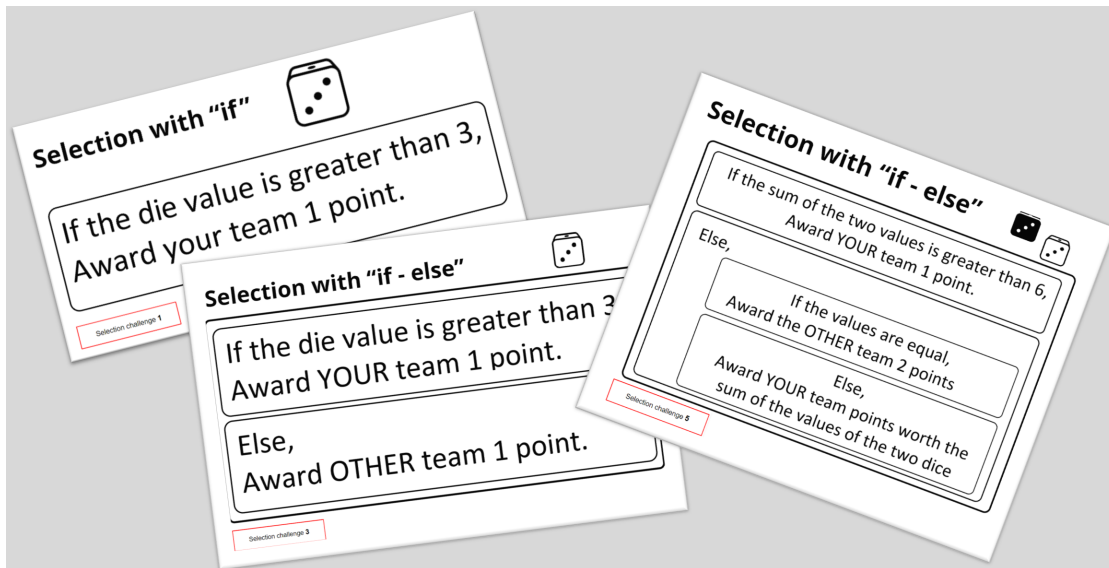 Selection with “if”
If the die value is greater than 3,
Award your team 1 point.
Selection challenge 1
Selection with “if - else”
If the die value is greater than 3
Award YOUR team 1 point.
Else,
Award OTHER team 1 point.
Selection challenge 3
Selection with “if - else”
If the sum of the two values is greater than 6,
Award YOUR team 1 point.
Else,
If the values are equal,
Award the OTHER team 2 points
Else,
Award YOUR team points worth the
sum of the values of the two dice
Selection challenge 5